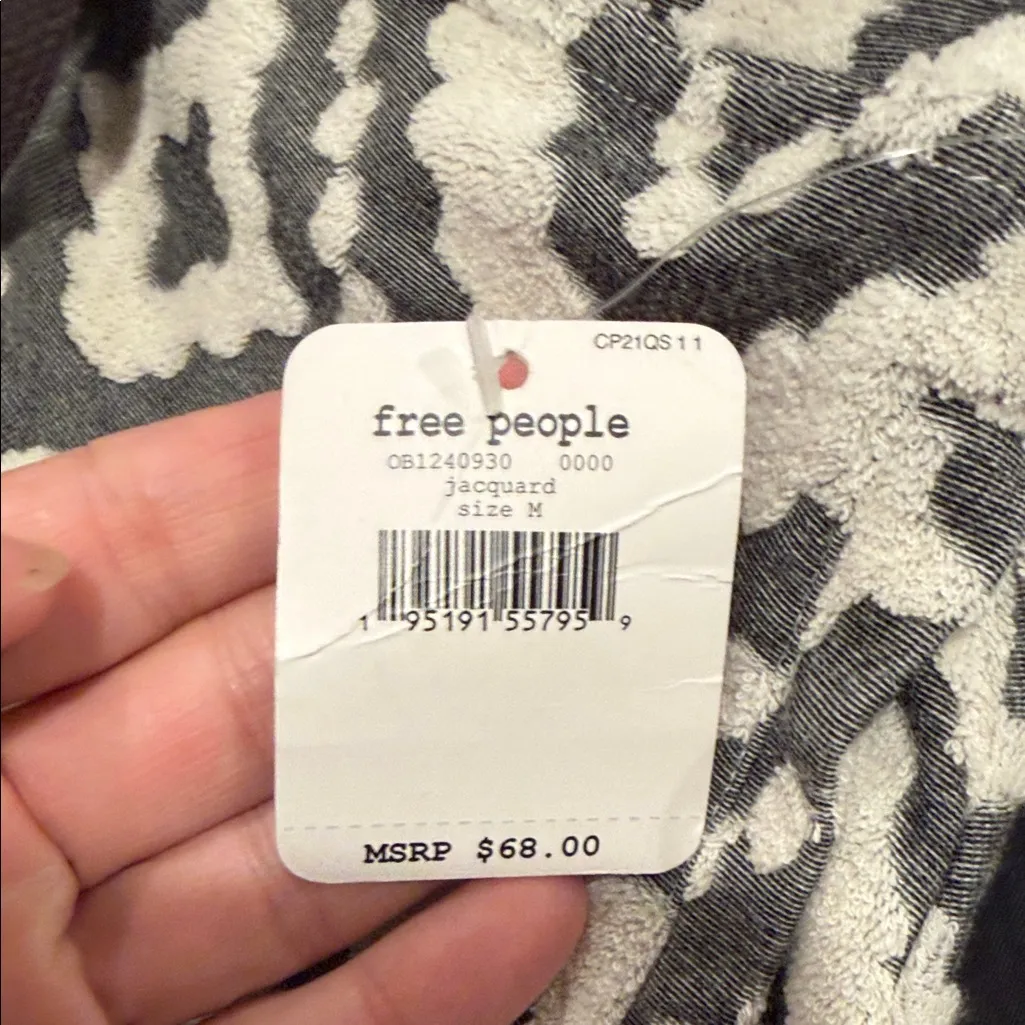 CP21QS 1 1
free people
OB1240930 0000
jacquard
size M
1 95191 55795 9
MSRP $68.00